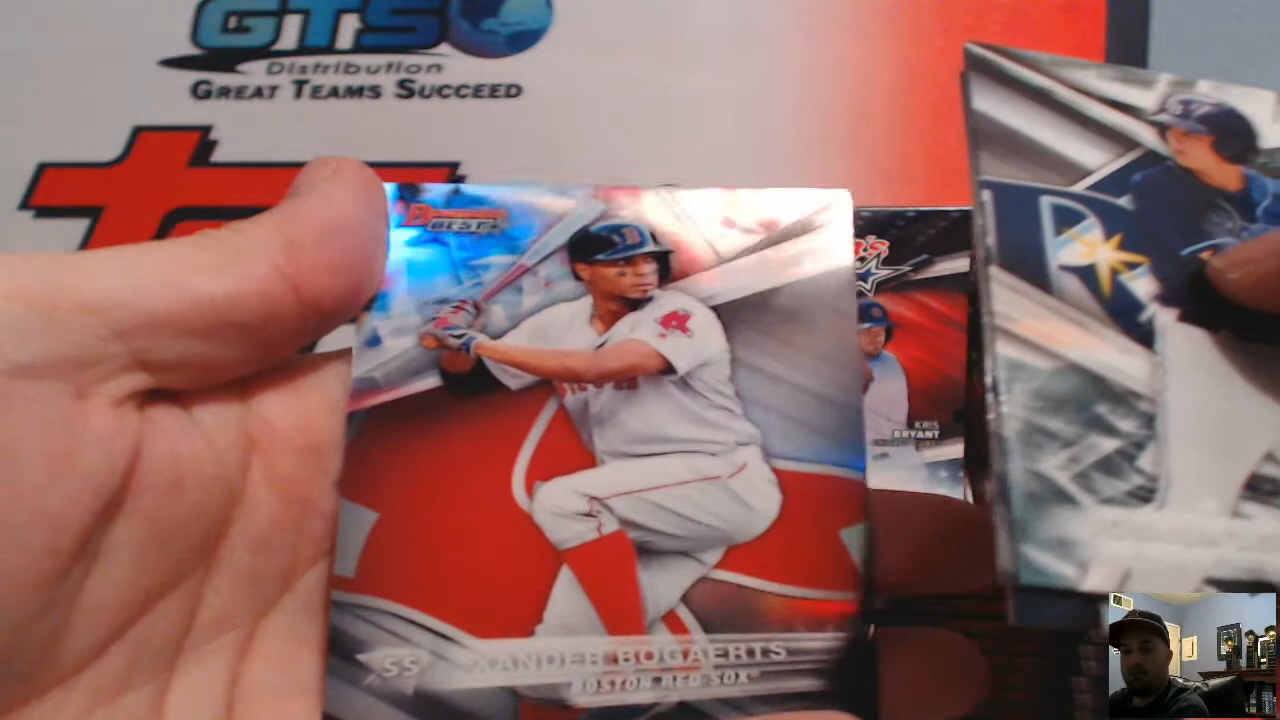 GTS
Distribution
GREAT TEAMS SUCCEED
BOWMAN'S
BEST
B
KRIS
BRYANT
SS
XANDER BOGAERTS
BOSTON RED SOX